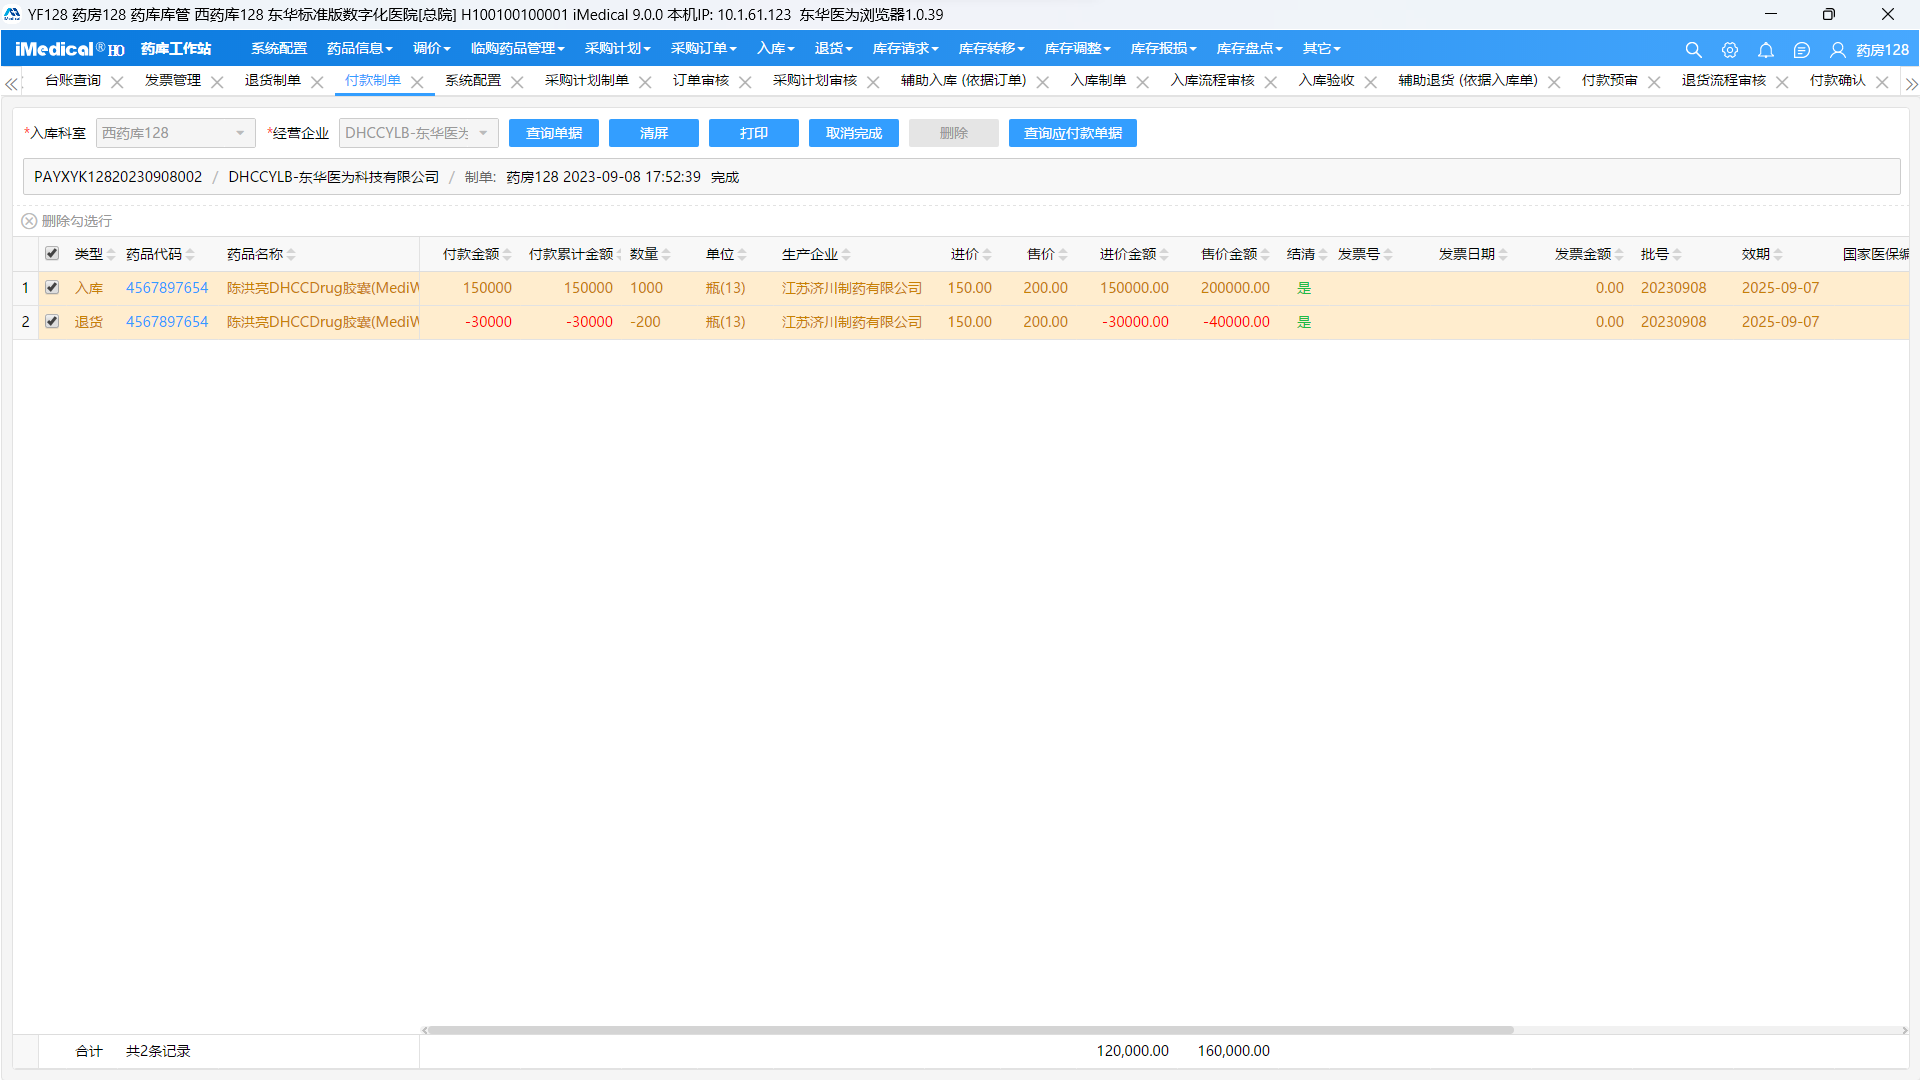 YF128 药房128 药库库管 西药库128 东华标准版数字化医院[总院] H100100100001 iMedical 9.0.0 本机IP: 10.1.61.123 东华医为浏览器1.0.39
iMedical® HO 药库工作站 系统配置 药品信息 调价 临购药品管理 采购计划 采购订单 入库 退货 库存请求 库存转移 库存调整 库存报损 库存盘点 其它 药房128
台账查询 发票管理 退货制单 付款制单 系统配置 采购计划制单 订单审核 采购计划审核 辅助入库 (依据订单) 入库制单 入库流程审核 入库验收 辅助退货 (依据入库单) 付款预审 退货流程审核 付款确认
*入库科室 西药库128 *经营企业 DHCCYLB-东华医为 查询单据 清屏 打印 取消完成 删除 查询应付款单据
PAYXYK12820230908002 / DHCCYLB-东华医为科技有限公司 / 制单: 药房128 2023-09-08 17:52:39 完成
删除勾选行
类型 药品代码 药品名称 付款金额 付款累计金额 数量 单位 生产企业 进价 售价 进价金额 售价金额 结清 发票号 发票日期 发票金额 批号 效期 国家医保编
1 入库 4567897654 陈洪亮DHCCDrug胶囊(MediW 150000 150000 1000 瓶(13) 江苏济川制药有限公司 150.00 200.00 150000.00 200000.00 是 0.00 20230908 2025-09-07
2 退货 4567897654 陈洪亮DHCCDrug胶囊(MediW -30000 -30000 -200 瓶(13) 江苏济川制药有限公司 150.00 200.00 -30000.00 -40000.00 是 0.00 20230908 2025-09-07
合计 共2条记录 120,000.00 160,000.00